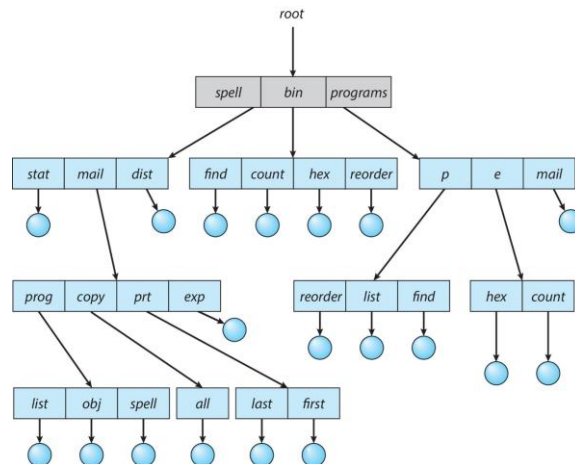 root
spell bin programs
stat mail dist find count hex reorder p e mail
prog copy prt exp reorder list find hex count
list obj spell all last first